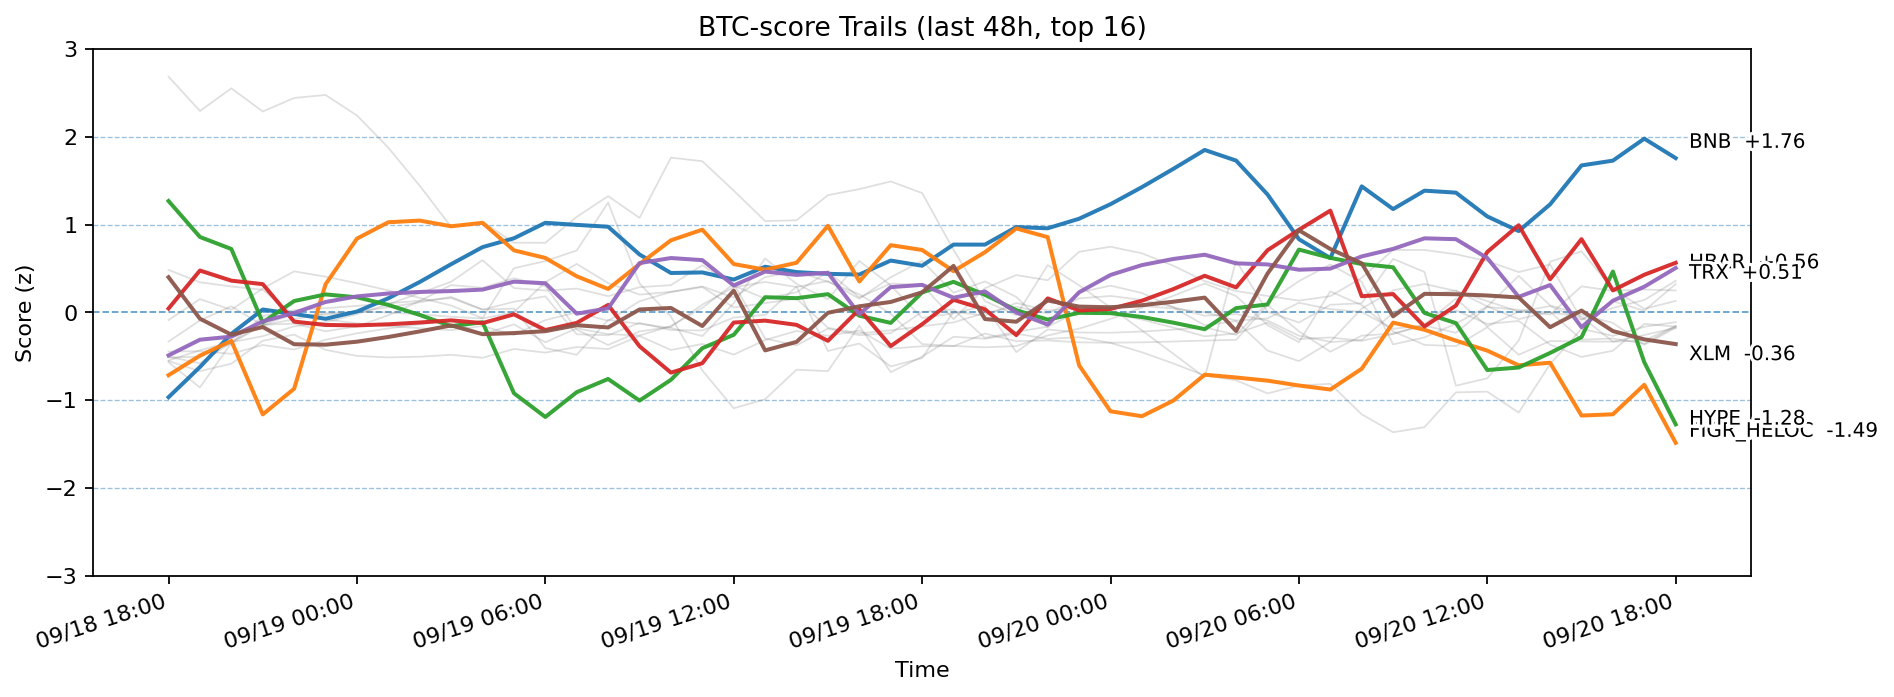 BTC-score Trails (last 48h, top 16)
Score (z)
3
2
1
0
−1
−2
−3
BNB +1.76
TRX +0.51
XLM -0.36
HYPE -1.28
FIGR_HELOC -1.49
09/18 18:00
09/19 00:00
09/19 06:00
09/19 12:00
09/19 18:00
09/20 00:00
09/20 06:00
09/20 12:00
09/20 18:00
Time